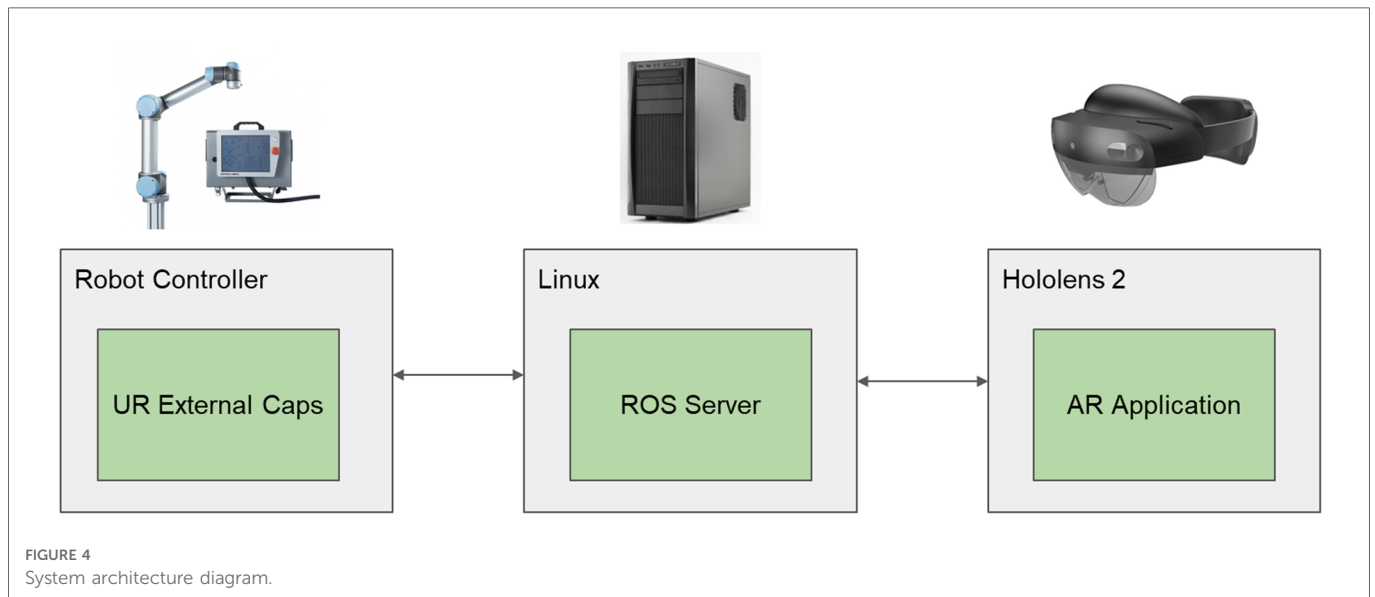 Robot Controller
Linux
Hololens 2
UR External Caps
ROS Server
AR Application
FIGURE 4
System architecture diagram.